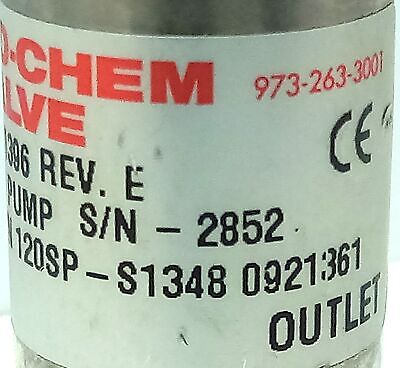 O-CHEM 973-263-3001
LVE CE
396 REV. E
PUMP S/N - 2852
120SP-S1348 0921361
OUTLET